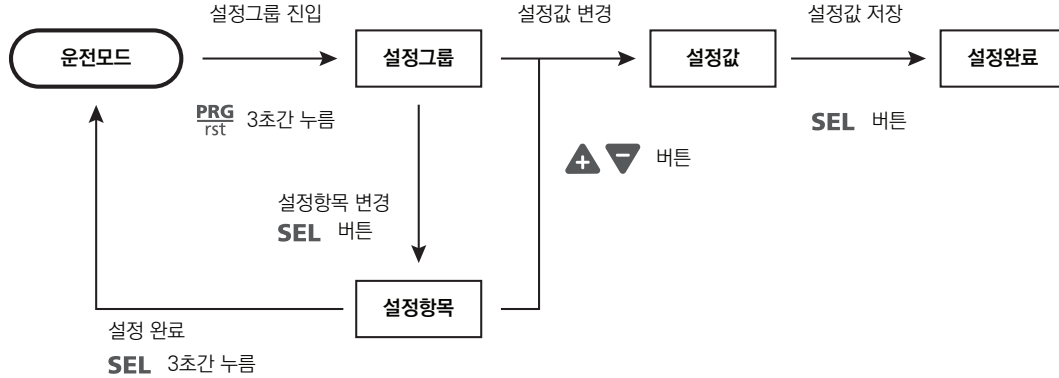 설정그룹 진입
설정값 변경
설정값 저장
운전모드
설정그룹
설정값
설정완료
PRG
rst
3초간 누름
SEL 버튼
+ − 버튼
설정항목 변경
SEL 버튼
설정항목
설정 완료
SEL 3초간 누름